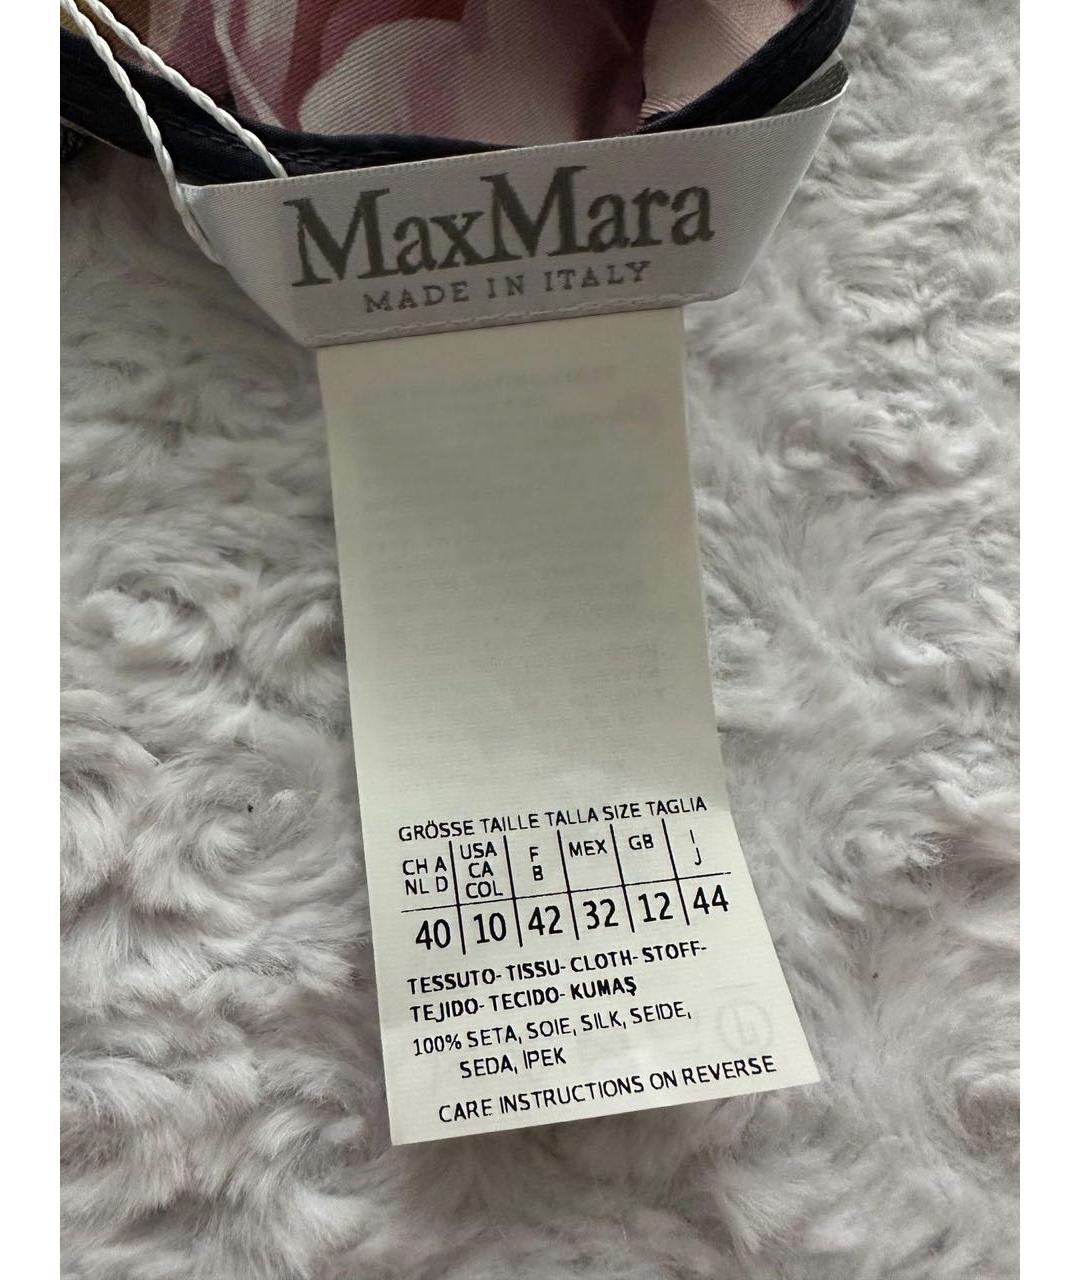 MaxMara
MADE IN ITALY
GRÖSSE TAILLE TALLA SIZE TAGLIA
CH A NL D | USA CA COL | F B | MEX | GB | I J
40 | 10 | 42 | 32 | 12 | 44
TESSUTO- TISSU- CLOTH- STOFF-
TEJIDO- TECIDO- KUMAŞ
100% SETA, SOIE, SILK, SEIDE,
SEDA, IPEK
CARE INSTRUCTIONS ON REVERSE